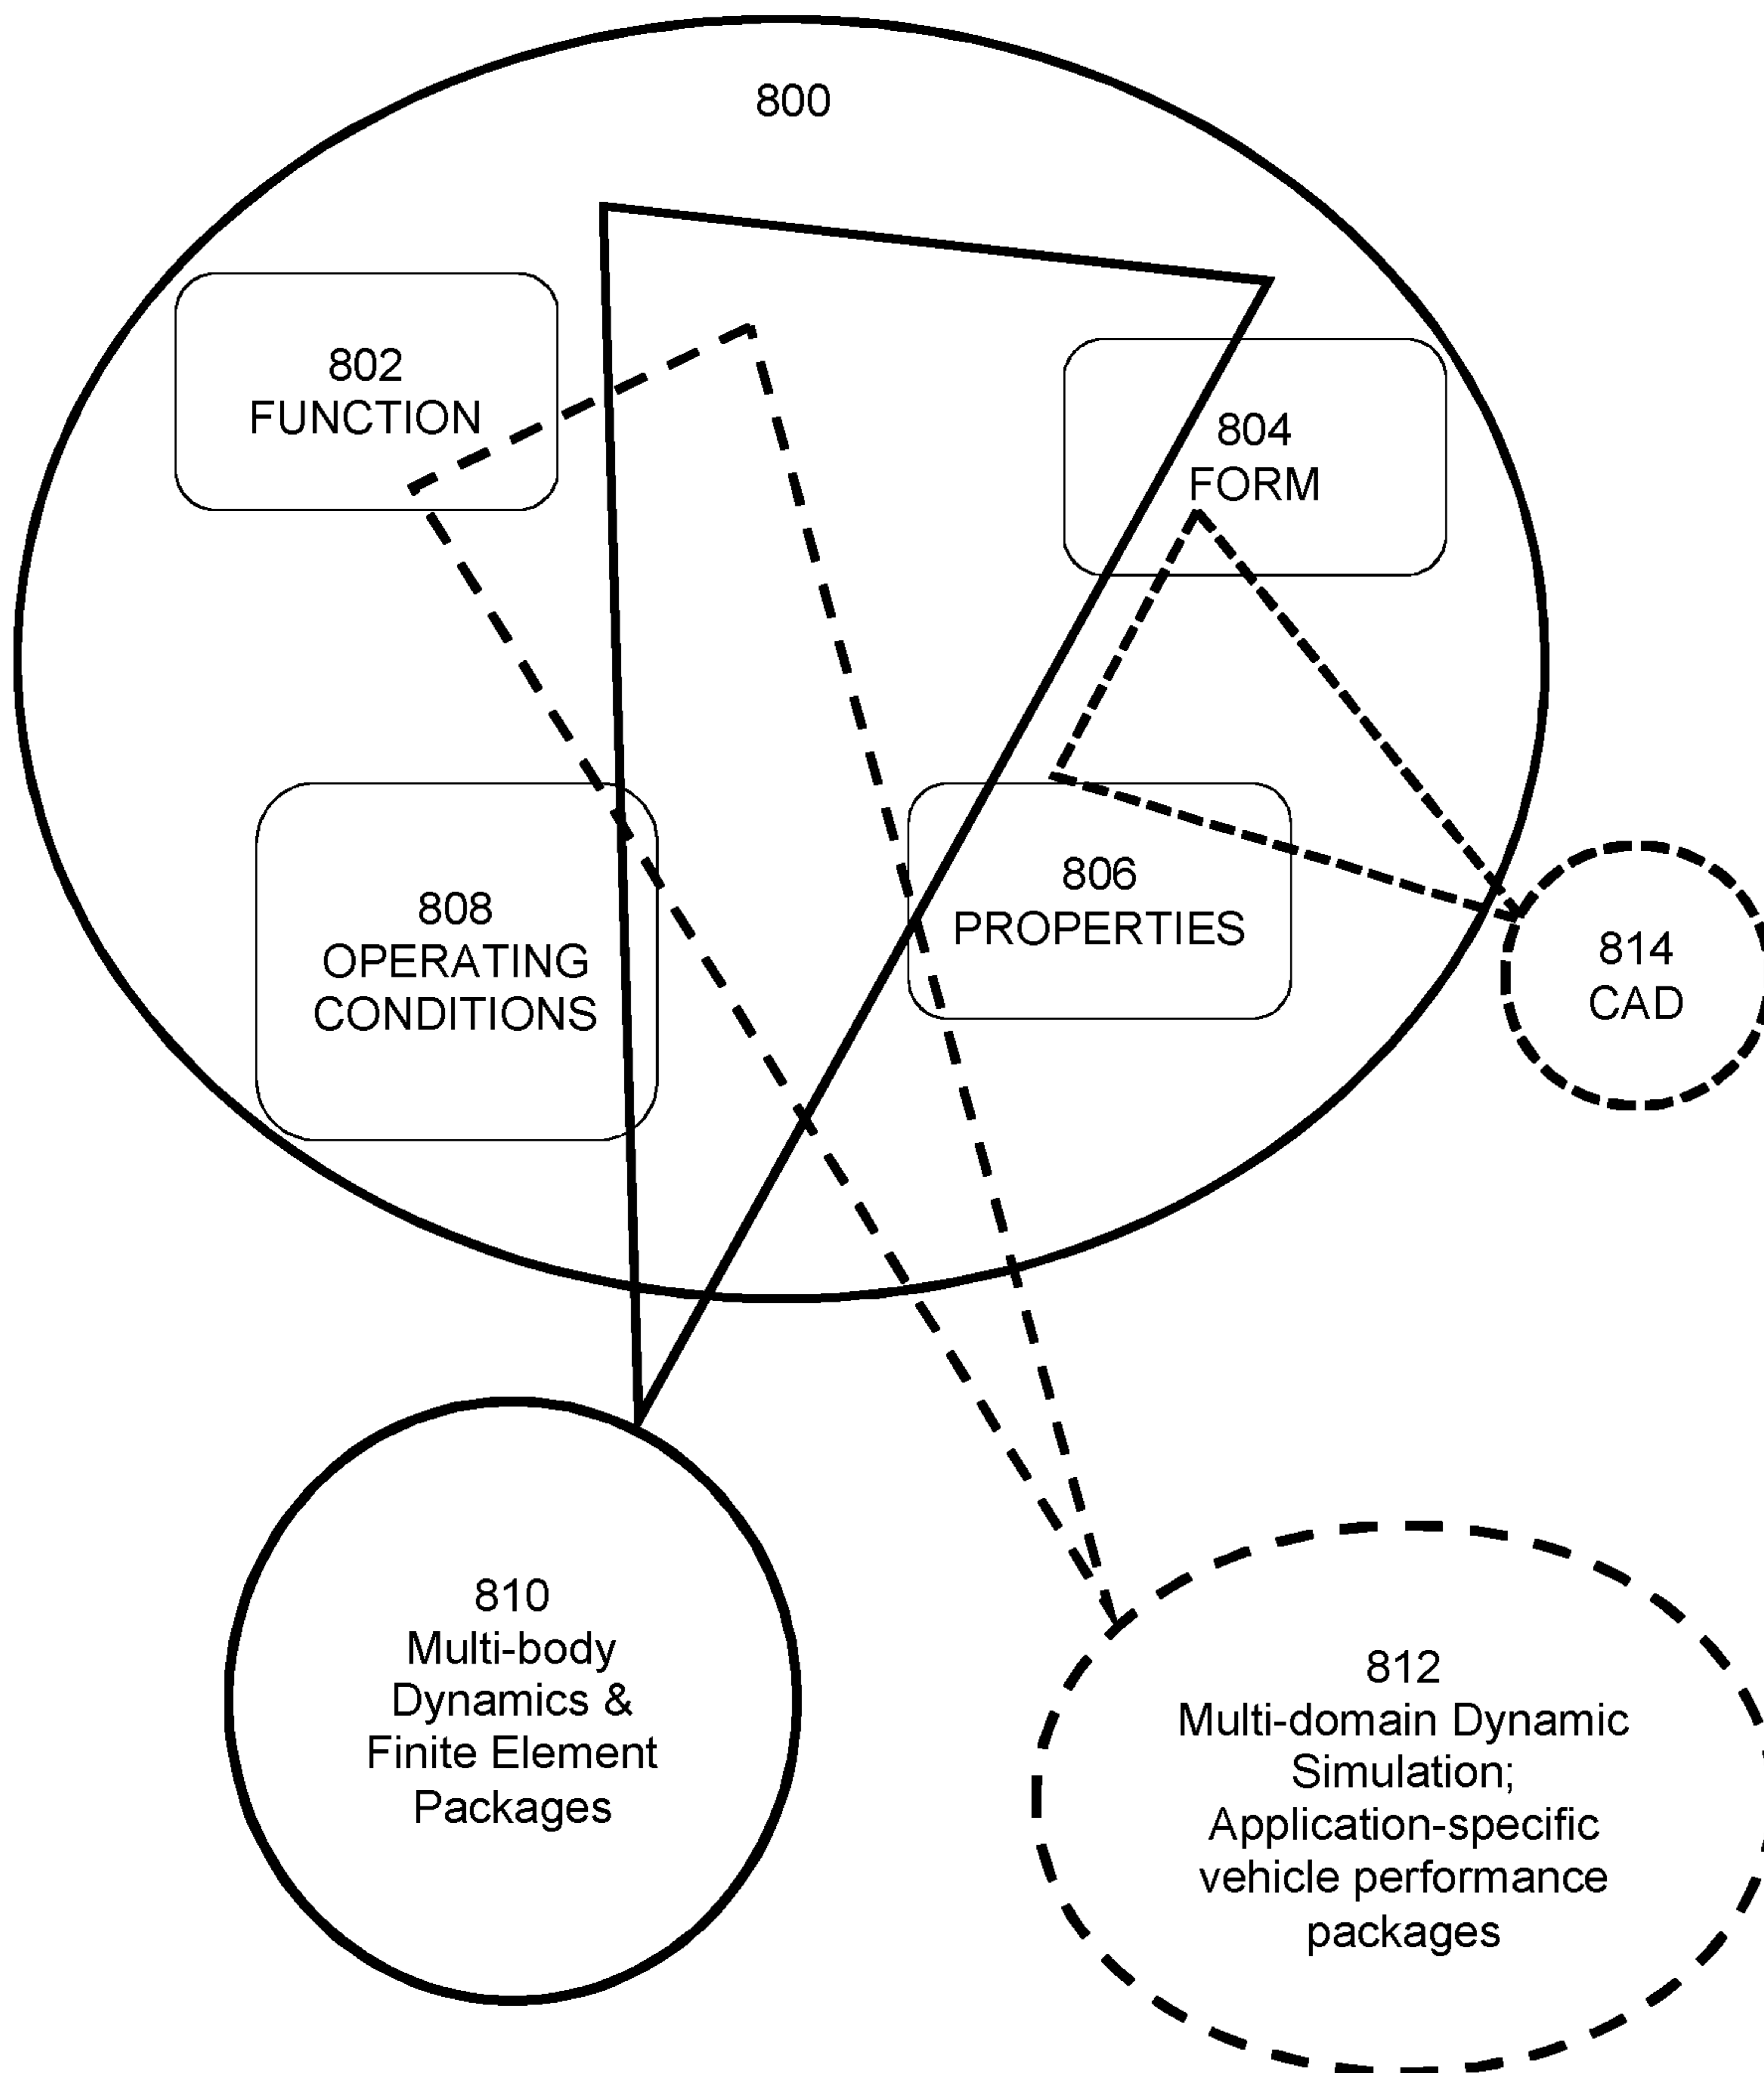 800
802
FUNCTION
804
FORM
806
PROPERTIES
808
OPERATING
CONDITIONS
814
CAD
810
Multi-body
Dynamics &
Finite Element
Packages
812
Multi-domain Dynamic
Simulation;
Application-specific
vehicle performance
packages